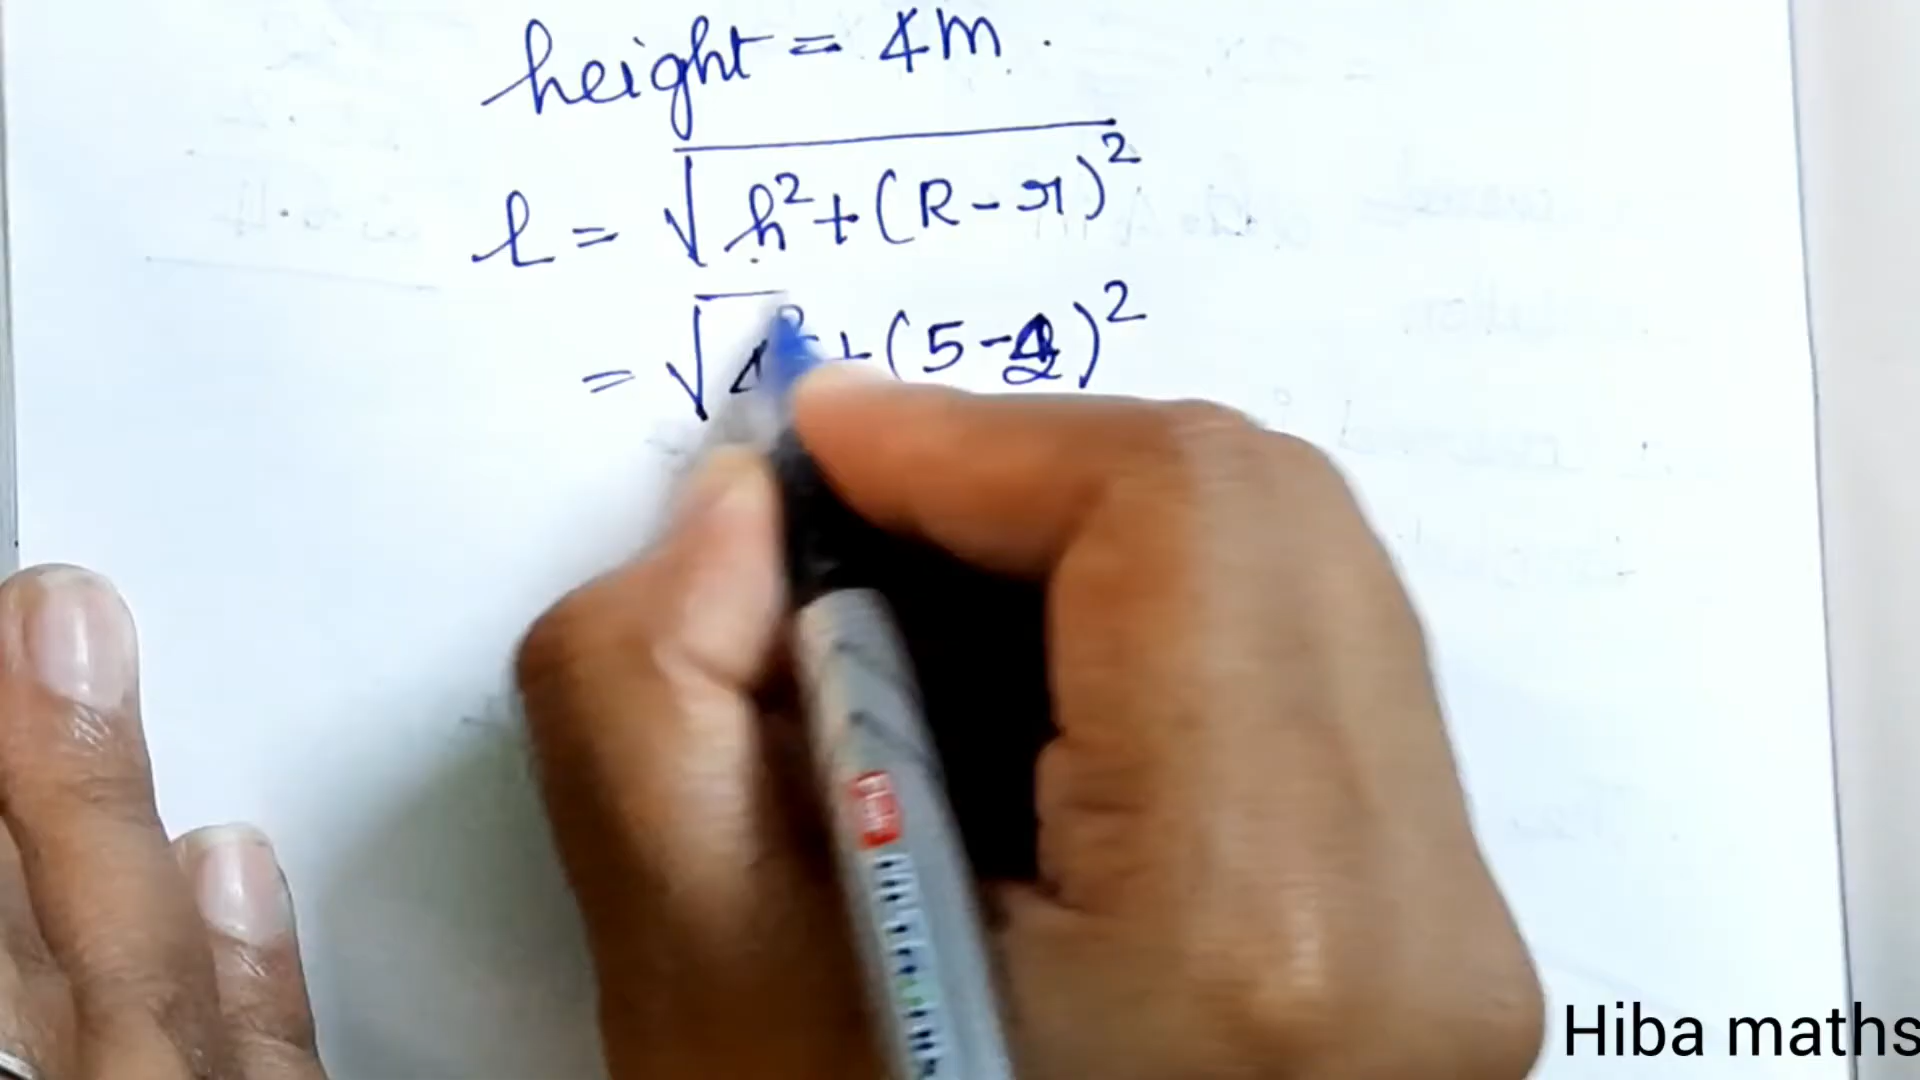 height = 4m.
l = √h²+(R-r)²
= √4²+(5-2)²
Hiba maths